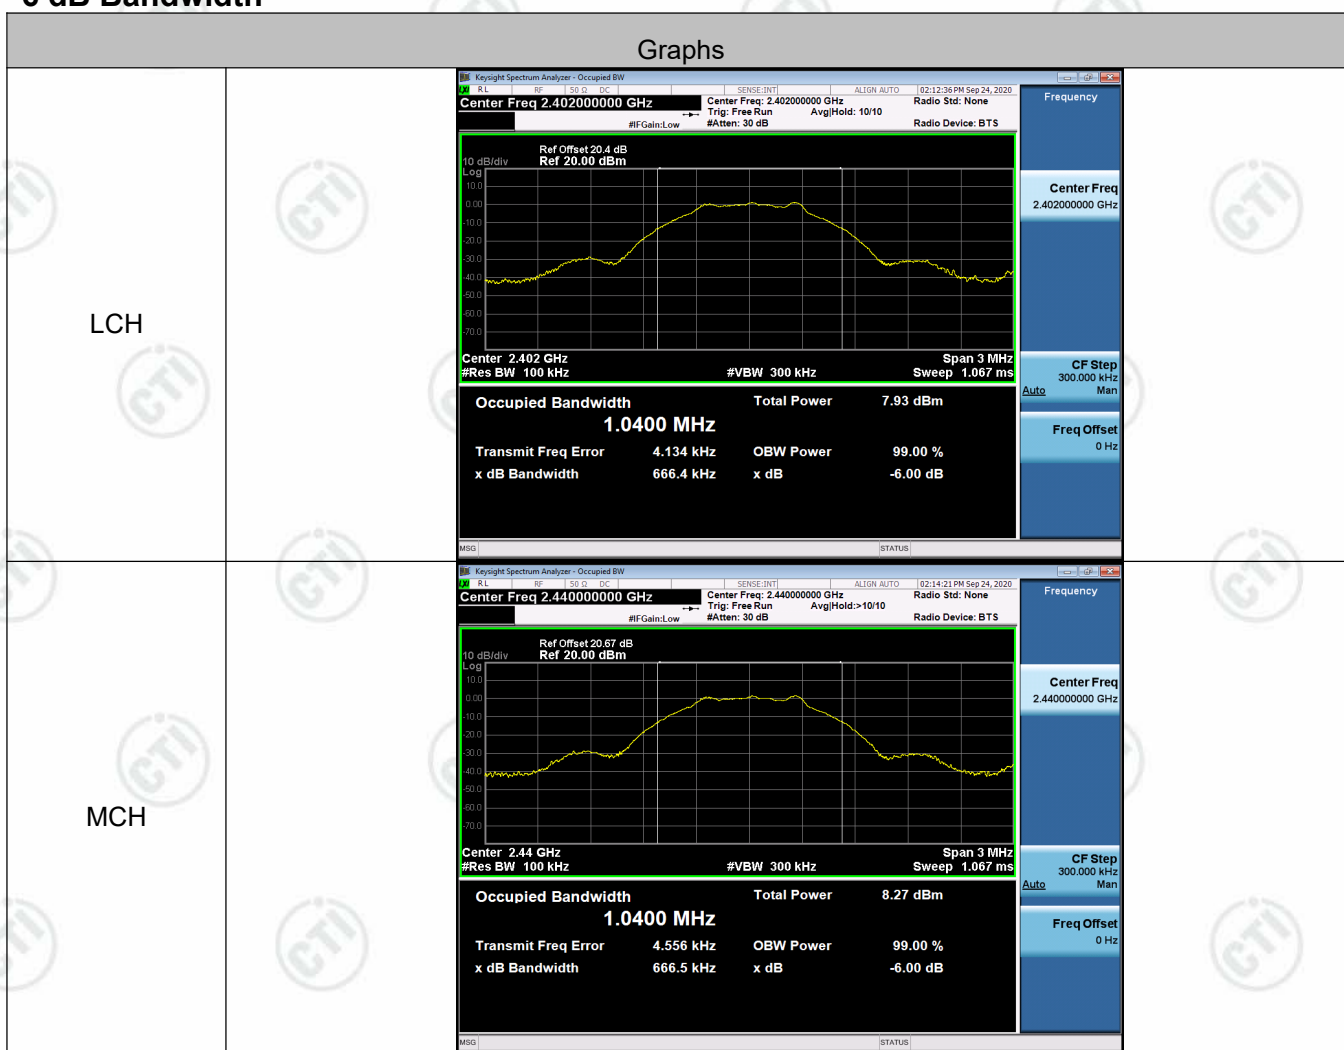 6 dB Bandwidth
Graphs
LCH
Keysight Spectrum Analyzer - Occupied BW
RL RF 50 Ω DC SENSE:INT ALIGN AUTO 02:12:36 PM Sep 24, 2020
Center Freq 2.402000000 GHz Center Freq: 2.402000000 GHz Radio Std: None Frequency
Trig: Free Run Avg|Hold: 10/10
#IFGain:Low #Atten: 30 dB Radio Device: BTS
Ref Offset 20.4 dB
10 dB/div Ref 20.00 dBm
Log
10.0
0.00
-10.0
-20.0
-30.0
-40.0
-50.0
-60.0
-70.0
Center Freq
2.402000000 GHz
Center 2.402 GHz Span 3 MHz
#Res BW 100 kHz #VBW 300 kHz Sweep 1.067 ms
CF Step
300.000 kHz
Auto Man
Occupied Bandwidth Total Power 7.93 dBm
1.0400 MHz
Freq Offset
0 Hz
Transmit Freq Error 4.134 kHz OBW Power 99.00 %
x dB Bandwidth 666.4 kHz x dB -6.00 dB
MSG STATUS
MCH
Keysight Spectrum Analyzer - Occupied BW
RL RF 50 Ω DC SENSE:INT ALIGN AUTO 02:14:21 PM Sep 24, 2020
Center Freq 2.440000000 GHz Center Freq: 2.440000000 GHz Radio Std: None Frequency
Trig: Free Run Avg|Hold:>10/10
#IFGain:Low #Atten: 30 dB Radio Device: BTS
Ref Offset 20.67 dB
10 dB/div Ref 20.00 dBm
Log
10.0
0.00
-10.0
-20.0
-30.0
-40.0
-50.0
-60.0
-70.0
Center Freq
2.440000000 GHz
Center 2.44 GHz Span 3 MHz
#Res BW 100 kHz #VBW 300 kHz Sweep 1.067 ms
CF Step
300.000 kHz
Auto Man
Occupied Bandwidth Total Power 8.27 dBm
1.0400 MHz
Freq Offset
0 Hz
Transmit Freq Error 4.556 kHz OBW Power 99.00 %
x dB Bandwidth 666.5 kHz x dB -6.00 dB
MSG STATUS